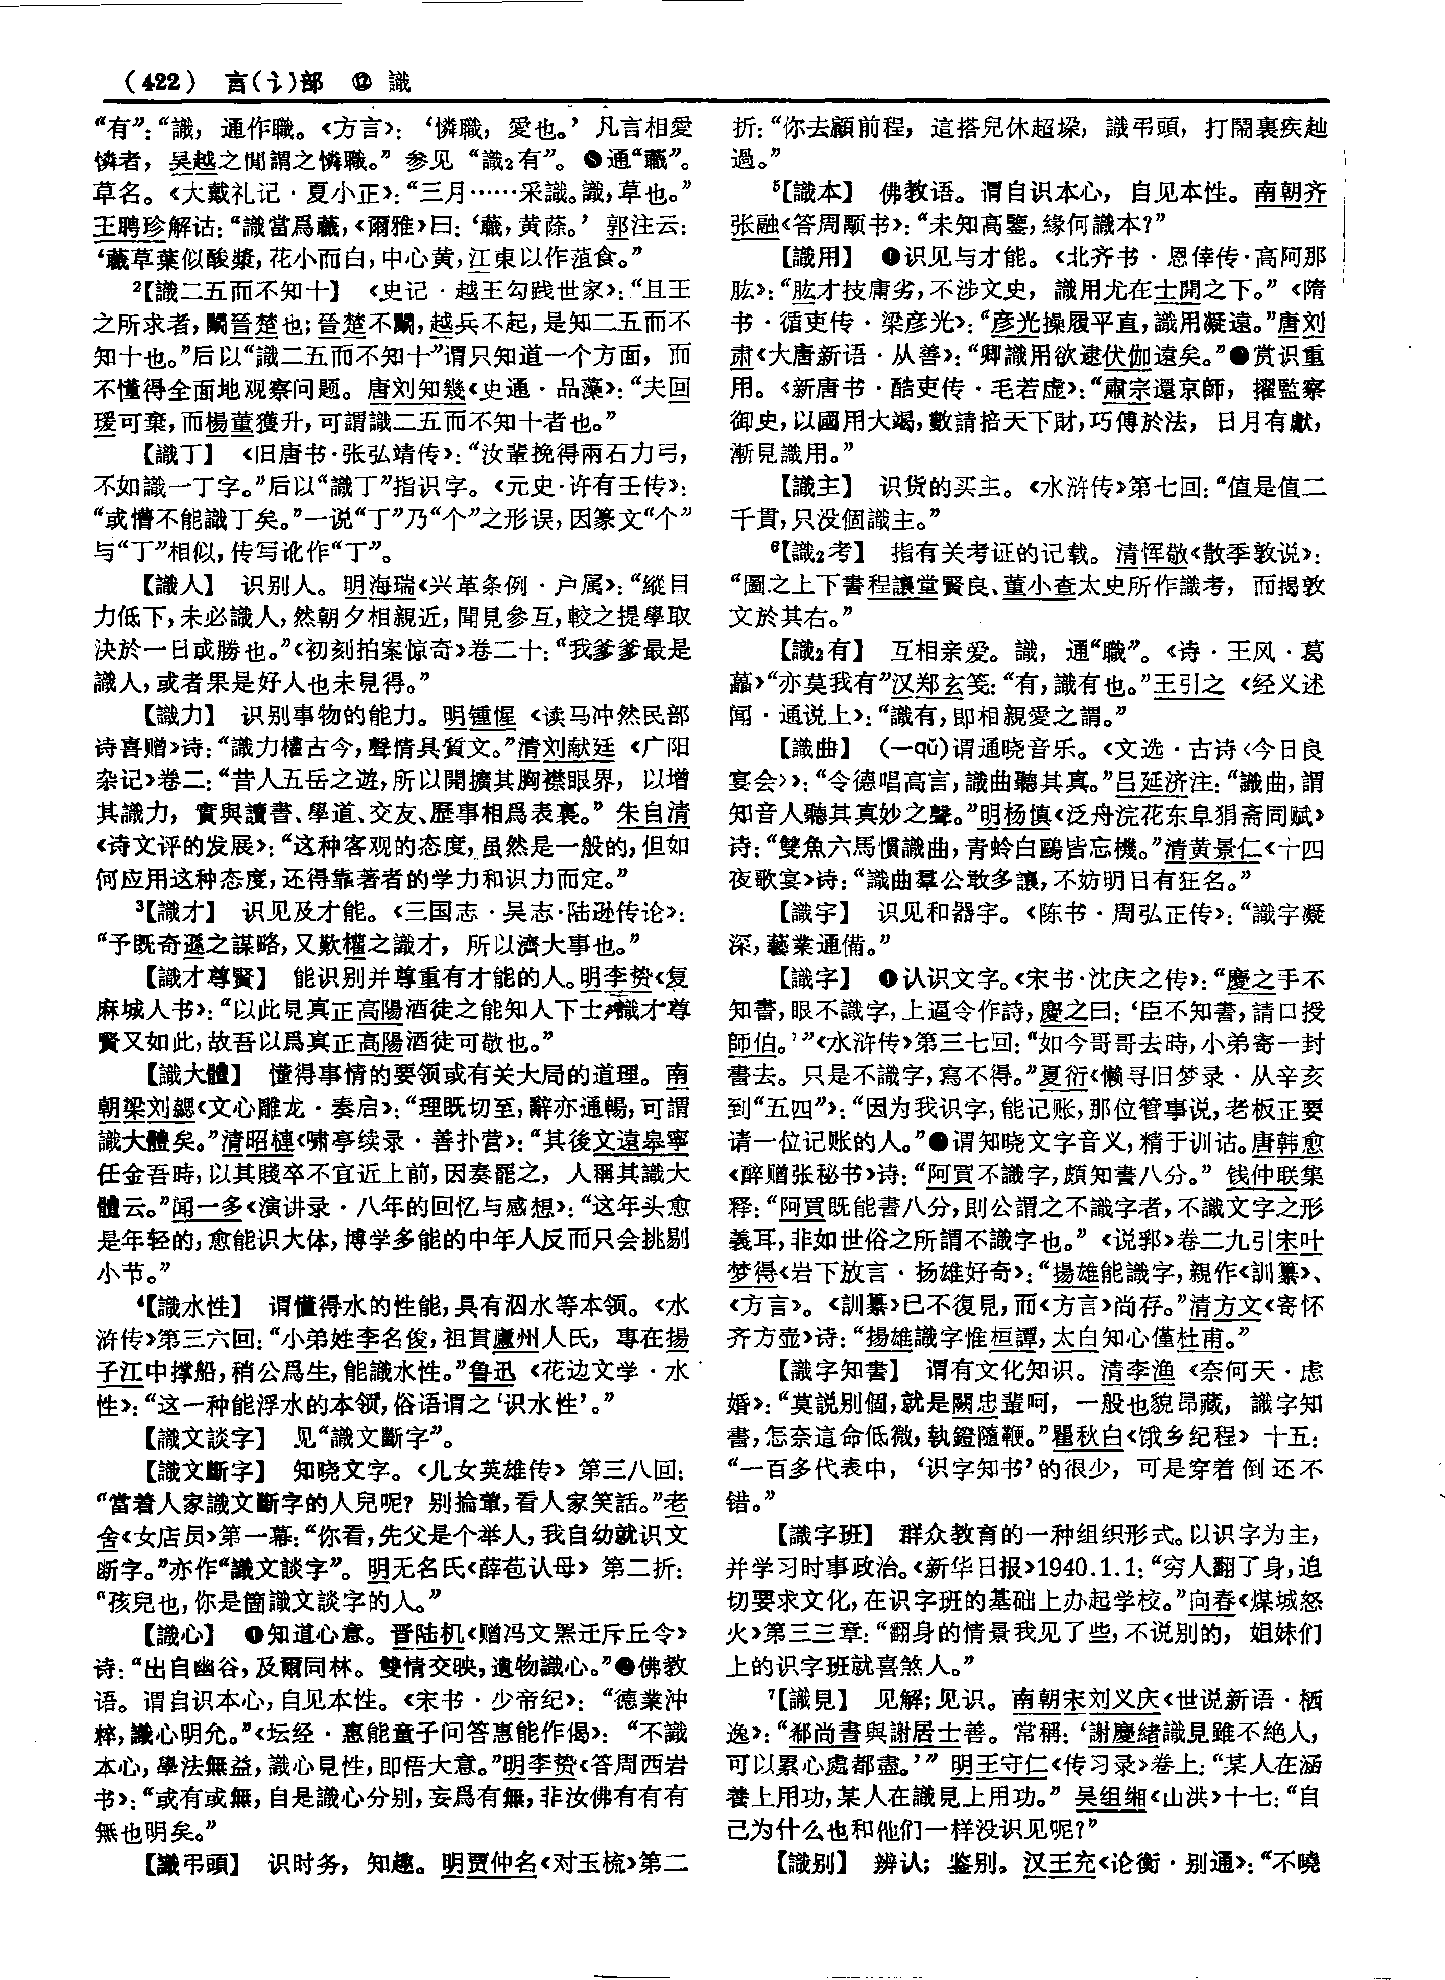 (422) 言(讠)部 ⑫ 識
“有”：“識，通作職。《方言》：‘憐職，愛也。’凡言相愛
憐者，吴越之間謂之憐職。”参见“識2有”。❺通“蘵”。
草名。《大戴礼记·夏小正》：“三月……采識。識，草也。”
王聘珍解诂：“識當爲蘵，《爾雅》曰：‘蘵，黄蒢。’郭注云：
‘蘵草葉似酸漿，花小而白，中心黄，江東以作菹食。”
2【識二五而不知十】 《史记·越王勾践世家》：“且王
之所求者，鬭晉楚也；晉楚不鬭，越兵不起，是知二五而不
知十也。”后以“識二五而不知十”谓只知道一个方面，而
不懂得全面地观察问题。唐刘知幾《史通·品藻》：“夫回
瑗可棄，而楊董獲升，可謂識二五而不知十者也。”
【識丁】 《旧唐书·张弘靖传》：“汝輩挽得兩石力弓，
不如識一丁字。”后以“識丁”指识字。《元史·许有壬传》：
“或懵不能識丁矣。”一说“丁”乃“个”之形误，因篆文“个”
与“丁”相似，传写讹作“丁”。
【識人】 识别人。明海瑞《兴革条例·户属》：“縱目
力低下，未必識人，然朝夕相親近，聞見參互，較之提學取
決於一日或勝也。”《初刻拍案惊奇》卷二十：“我爹爹最是
識人，或者果是好人也未見得。”
【識力】 识别事物的能力。明锺惺《读马冲然民部
诗喜赠》诗：“識力權古今，聲情具質文。”清刘献廷《广阳
杂记》卷二：“昔人五岳之遊，所以開擴其胸襟眼界，以增
其識力，實與讀書、學道、交友、歷事相爲表裏。”朱自清
《诗文评的发展》：“这种客观的态度，虽然是一般的，但如
何应用这种态度，还得靠著者的学力和识力而定。”
3【識才】 识见及才能。《三国志·吴志·陆逊传论》：
“予既奇遜之謀略，又歎權之識才，所以濟大事也。”
【識才尊賢】 能识别并尊重有才能的人。明李贽《复
麻城人书》：“以此見真正高陽酒徒之能知人下士，識才尊
賢又如此，故吾以爲真正高陽酒徒可敬也。”
【識大體】 懂得事情的要领或有关大局的道理。南
朝梁刘勰《文心雕龙·奏启》：“理既切至，辭亦通暢，可謂
識大體矣。”清昭槤《啸亭续录·善扑营》：“其後文遠皋寧
任金吾時，以其賤卒不宜近上前，因奏罷之，人稱其識大
體云。”闻一多《演讲录·八年的回忆与感想》：“这年头愈
是年轻的，愈能识大体，博学多能的中年人反而只会挑剔
小节。”
4【識水性】 谓懂得水的性能，具有泅水等本领。《水
浒传》第三六回：“小弟姓李名俊，祖貫廬州人氏，專在揚
子江中撑船，稍公爲生，能識水性。”鲁迅《花边文学·水
性》：“这一种能浮水的本领，俗语谓之‘识水性’。”
【識文談字】 见“識文斷字”。
【識文斷字】 知晓文字。《儿女英雄传》第三八回：
“當着人家識文斷字的人兒呢？别掄葷，看人家笑話。”老
舍《女店员》第一幕：“你看，先父是个举人，我自幼就识文
断字。”亦作“識文談字”。明无名氏《薛苞认母》第二折：
“孩兒也，你是箇識文談字的人。”
【識心】 ❶知道心意。晋陆机《赠冯文罴迁斥丘令》
诗：“出自幽谷，及爾同林。雙情交映，遺物識心。”❷佛教
语。谓自识本心，自见本性。《宋书·少帝纪》：“德業沖
粹，識心明允。”《坛经·惠能童子问答惠能作偈》：“不識
本心，學法無益，識心見性，即悟大意。”明李贽《答周西岩
书》：“或有或無，自是識心分别，妄爲有無，非汝佛有有有
無也明矣。”
【識弔頭】 识时务，知趣。明贾仲名《对玉梳》第二
折：“你去顧前程，這搭兒休超垜，識弔頭，打鬧裏疾赸
過。”
5【識本】 佛教语。谓自识本心，自见本性。南朝齐
张融《答周颙书》：“未知高鑒，緣何識本？”
【識用】 ❶识见与才能。《北齐书·恩倖传·高阿那
肱》：“肱才技庸劣，不涉文史，識用尤在士開之下。”《隋
书·循吏传·梁彦光》：“彦光操履平直，識用凝遠。”唐刘
肃《大唐新语·从善》：“卿識用欲逮伏伽遠矣。”❷赏识重
用。《新唐书·酷吏传·毛若虚》：“肅宗還京師，擢監察
御史，以國用大竭，數請掊天下財，巧傅於法，日月有獻，
漸見識用。”
【識主】 识货的买主。《水浒传》第七回：“值是值二
千貫，只没個識主。”
6【識2考】 指有关考证的记载。清恽敬《散季敦说》：
“圖之上下書程讓堂賢良、董小查太史所作識考，而揭敦
文於其右。”
【識2有】 互相亲爱。識，通“職”。《诗·王风·葛
藟》“亦莫我有”汉郑玄笺：“有，識有也。”王引之《经义述
闻·通说上》：“識有，即相親愛之謂。”
【識曲】 (—qǔ)谓通晓音乐。《文选·古诗〈今日良
宴会〉》：“令德唱高言，識曲聽其真。”吕延济注：“識曲，謂
知音人聽其真妙之聲。”明杨慎《泛舟浣花东阜狷斋同赋》
诗：“雙魚六馬慣識曲，青蛉白鷗皆忘機。”清黄景仁《十四
夜歌宴》诗：“識曲羣公敢多讓，不妨明日有狂名。”
【識宇】 识见和器宇。《陈书·周弘正传》：“識宇凝
深，藝業通備。”
【識字】 ❶认识文字。《宋书·沈庆之传》：“慶之手不
知書，眼不識字，上逼令作詩，慶之曰：‘臣不知書，請口授
師伯。’”《水浒传》第三七回：“如今哥哥去時，小弟寄一封
書去。只是不識字，寫不得。”夏衍《懒寻旧梦录·从辛亥
到“五四”》：“因为我识字，能记账，那位管事说，老板正要
请一位记账的人。”❷谓知晓文字音义，精于训诂。唐韩愈
《醉赠张秘书》诗：“阿買不識字，頗知書八分。”钱仲联集
释：“阿買既能書八分，則公謂之不識字者，不識文字之形
義耳，非如世俗之所謂不識字也。”《说郛》卷二九引宋叶
梦得《岩下放言·扬雄好奇》：“揚雄能識字，親作《訓纂》、
《方言》。《訓纂》已不復見，而《方言》尚存。”清方文《寄怀
齐方壶》诗：“揚雄識字惟桓譚，太白知心僅杜甫。”
【識字知書】 谓有文化知识。清李渔《奈何天·虑
婚》：“莫説别個，就是闕忠輩呵，一般也貌昂藏，識字知
書，怎奈這命低微，執鐙隨鞭。”瞿秋白《饿乡纪程》十五：
“一百多代表中，‘识字知书’的很少，可是穿着倒还不
错。”
【識字班】 群众教育的一种组织形式。以识字为主，
并学习时事政治。《新华日报》1940.1.1：“穷人翻了身，迫
切要求文化，在识字班的基础上办起学校。”向春《煤城怒
火》第三三章：“翻身的情景我见了些，不说别的，姐妹们
上的识字班就喜煞人。”
7【識見】 见解；见识。南朝宋刘义庆《世说新语·栖
逸》：“郗尚書與謝居士善。常稱：‘謝慶緒識見雖不絶人，
可以累心處都盡。’”明王守仁《传习录》卷上：“某人在涵
養上用功，某人在識見上用功。”吴组缃《山洪》十七：“自
己为什么也和他们一样没识见呢？”
【識别】 辨认；鉴别。汉王充《论衡·别通》：“不曉